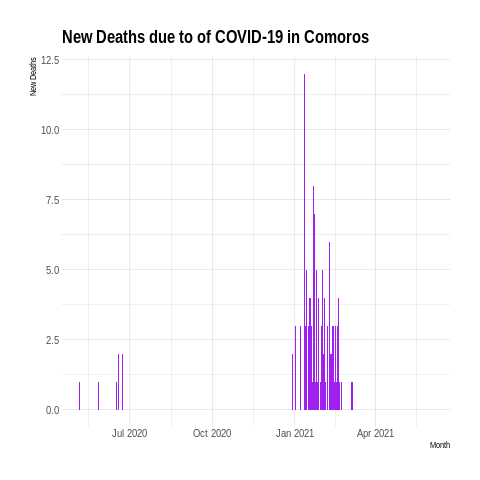 New Deaths due to of COVID-19 in Comoros
New Deaths
12.5
10.0
7.5
5.0
2.5
0.0
Jul 2020 Oct 2020 Jan 2021 Apr 2021
Month